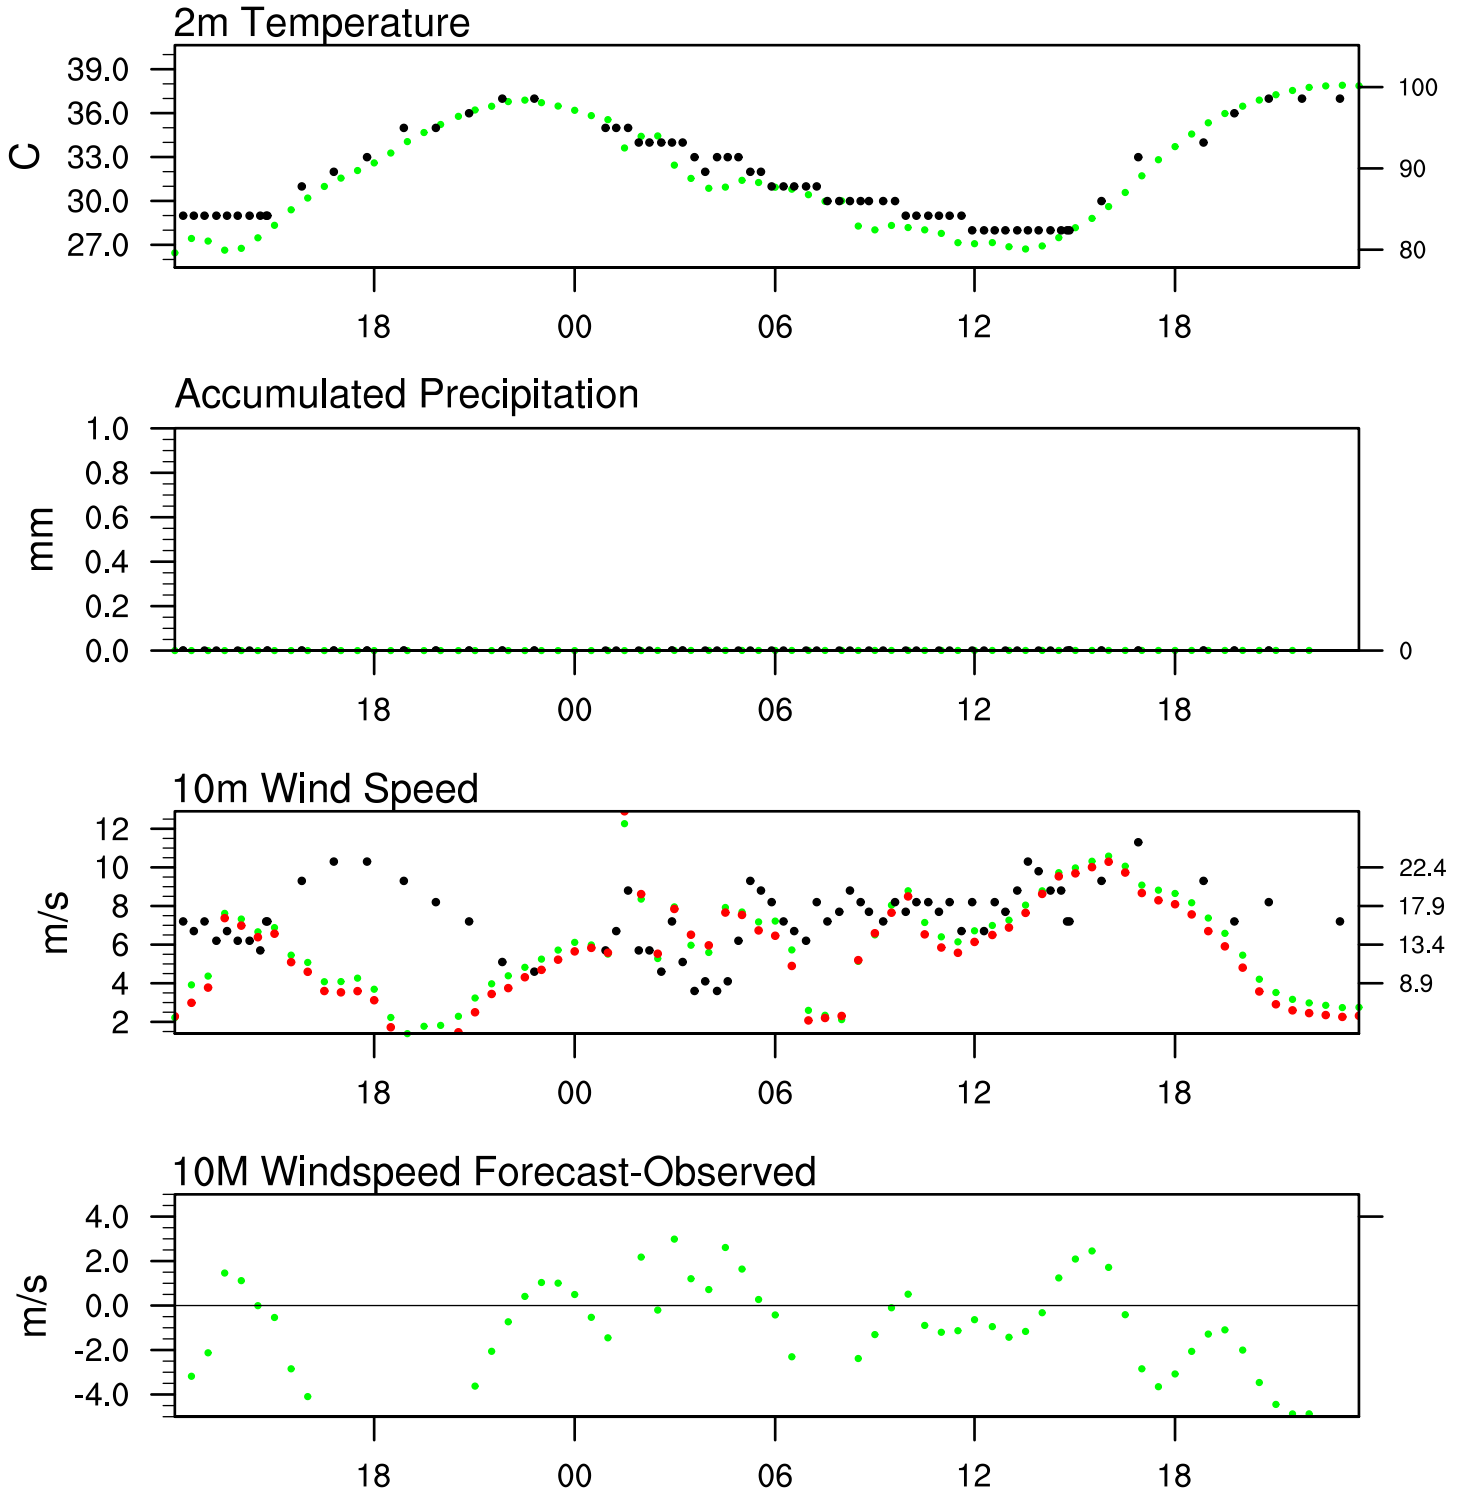 2m Temperature
39.0
36.0
33.0
30.0
27.0
C
100
90
80
18 00 06 12 18
Accumulated Precipitation
1.0
0.8
0.6
0.4
0.2
0.0
mm
0
18 00 06 12 18
10m Wind Speed
12
10
8
6
4
2
m/s
22.4
17.9
13.4
8.9
18 00 06 12 18
10M Windspeed Forecast-Observed
4.0
2.0
0.0
-2.0
-4.0
m/s
18 00 06 12 18